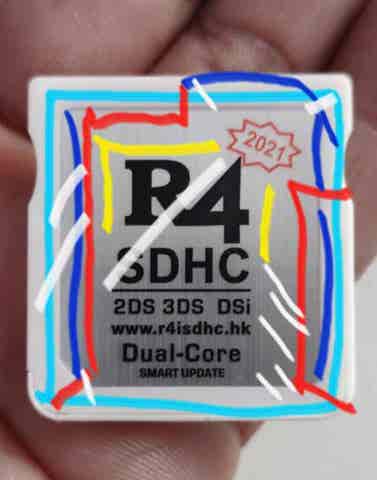 2021
R4
SDHC
2DS 3DS DSi
www.r4isdhc.hk
Dual-Core
SMART UPDATE